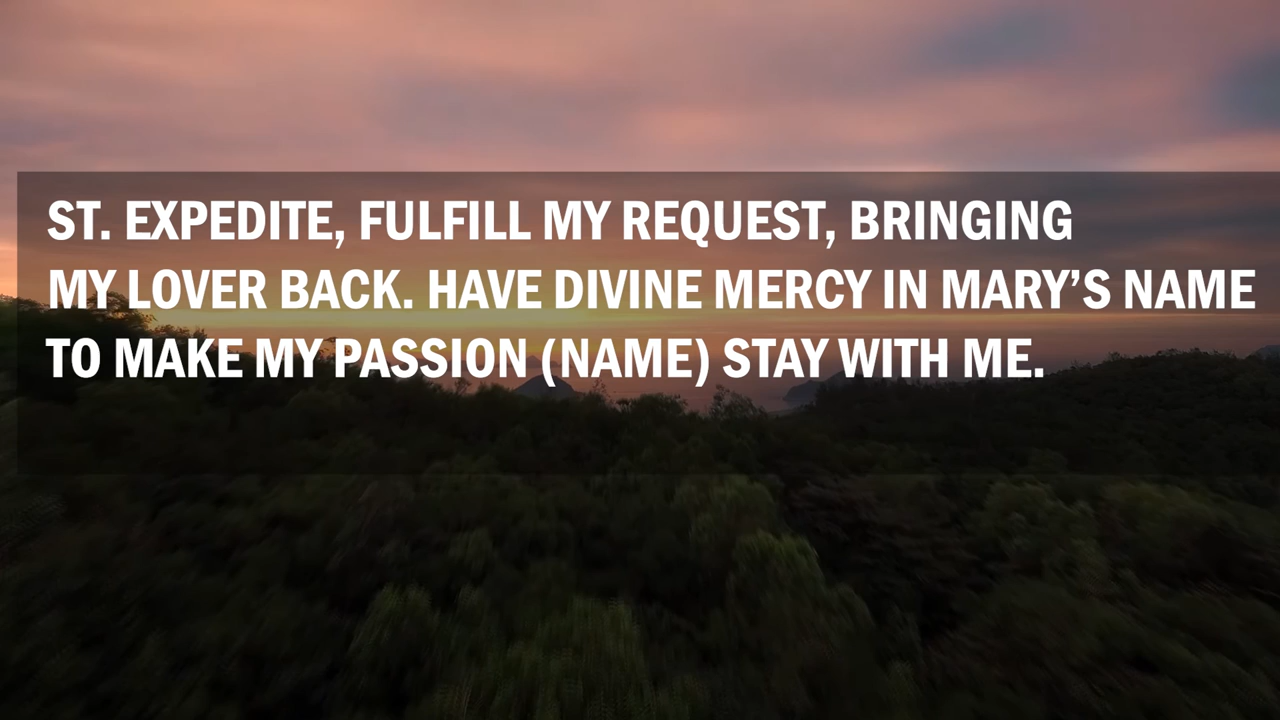 ST. EXPEDITE, FULFILL MY REQUEST, BRINGING
MY LOVER BACK. HAVE DIVINE MERCY IN MARY’S NAME
TO MAKE MY PASSION (NAME) STAY WITH ME.